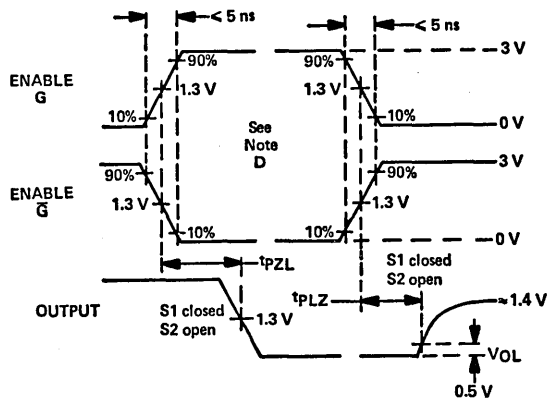 < 5 ns
< 5 ns
ENABLE
G
90%
1.3 V
10%
90%
1.3 V
10%
3 V
0 V
See
Note
D
ENABLE
G̅
90%
1.3 V
10%
90%
1.3 V
10%
3 V
0 V
tPZL
S1 closed
S2 open
tPLZ
OUTPUT
S1 closed
S2 open
1.3 V
≈1.4 V
VOL
0.5 V